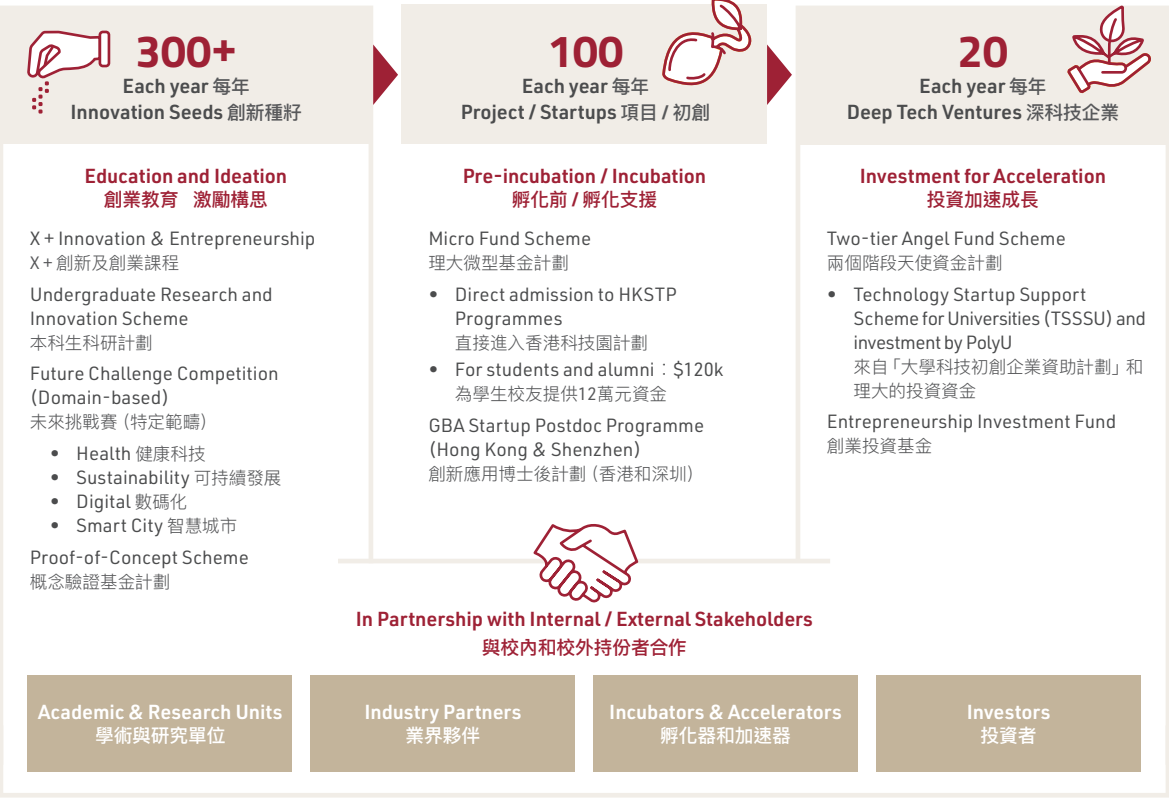 300+
Each year 每年
Innovation Seeds 創新種籽
100
Each year 每年
Project / Startups 項目 / 初創
20
Each year 每年
Deep Tech Ventures 深科技企業
Education and Ideation
創業教育 激勵構思
X + Innovation & Entrepreneurship
X + 創新及創業課程
Undergraduate Research and
Innovation Scheme
本科生科研計劃
Future Challenge Competition
(Domain-based)
未來挑戰賽（特定範疇）
• Health 健康科技
• Sustainability 可持續發展
• Digital 數碼化
• Smart City 智慧城市
Proof-of-Concept Scheme
概念驗證基金計劃
Pre-incubation / Incubation
孵化前 / 孵化支援
Micro Fund Scheme
理大微型基金計劃
• Direct admission to HKSTP
Programmes
直接進入香港科技園計劃
• For students and alumni：$120k
為學生校友提供12萬元資金
GBA Startup Postdoc Programme
(Hong Kong & Shenzhen)
創新應用博士後計劃（香港和深圳）
Investment for Acceleration
投資加速成長
Two-tier Angel Fund Scheme
兩個階段天使資金計劃
• Technology Startup Support
Scheme for Universities (TSSSU) and
investment by PolyU
來自「大學科技初創企業資助計劃」和
理大的投資資金
Entrepreneurship Investment Fund
創業投資基金
In Partnership with Internal / External Stakeholders
與校內和校外持份者合作
Academic & Research Units
學術與研究單位
Industry Partners
業界夥伴
Incubators & Accelerators
孵化器和加速器
Investors
投資者